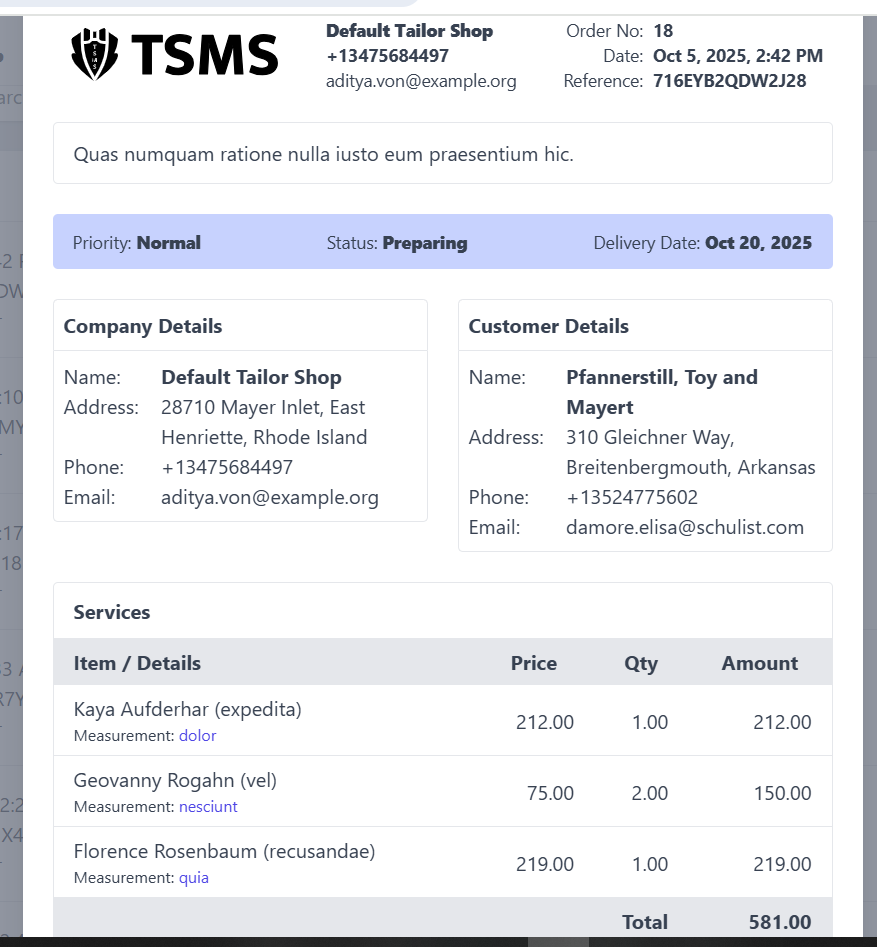 TSMS
Default Tailor Shop
+13475684497
aditya.von@example.org
Order No: 18
Date: Oct 5, 2025, 2:42 PM
Reference: 716EYB2QDW2J28
Quas numquam ratione nulla iusto eum praesentium hic.
Priority: Normal Status: Preparing Delivery Date: Oct 20, 2025
Company Details
Name: Default Tailor Shop
Address: 28710 Mayer Inlet, East
Henriette, Rhode Island
Phone: +13475684497
Email: aditya.von@example.org
Customer Details
Name: Pfannerstill, Toy and
Mayert
Address: 310 Gleichner Way,
Breitenbergmouth, Arkansas
Phone: +13524775602
Email: damore.elisa@schulist.com
Services
Item / Details Price Qty Amount
Kaya Aufderhar (expedita) 212.00 1.00 212.00
Measurement: dolor
Geovanny Rogahn (vel) 75.00 2.00 150.00
Measurement: nesciunt
Florence Rosenbaum (recusandae) 219.00 1.00 219.00
Measurement: quia
Total 581.00